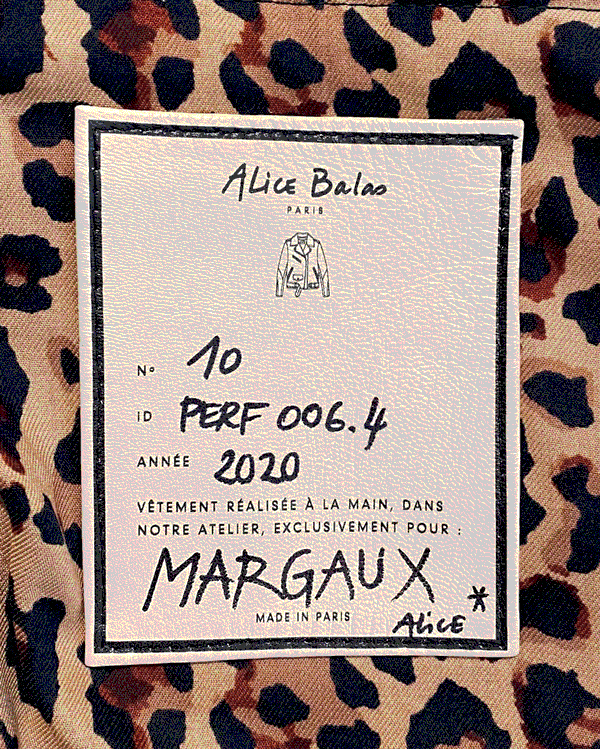 Alice Balas
PARIS
N° 10
ID PERF 006.4
ANNÉE 2020
VÊTEMENT RÉALISÉE À LA MAIN, DANS
NOTRE ATELIER, EXCLUSIVEMENT POUR :
MARGAUX
MADE IN PARIS
ALiCE *